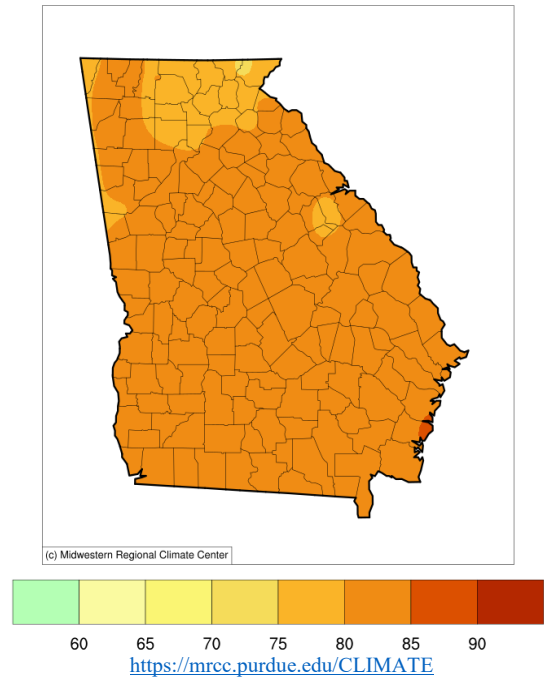 (c) Midwestern Regional Climate Center
60 65 70 75 80 85 90
https://mrcc.purdue.edu/CLIMATE